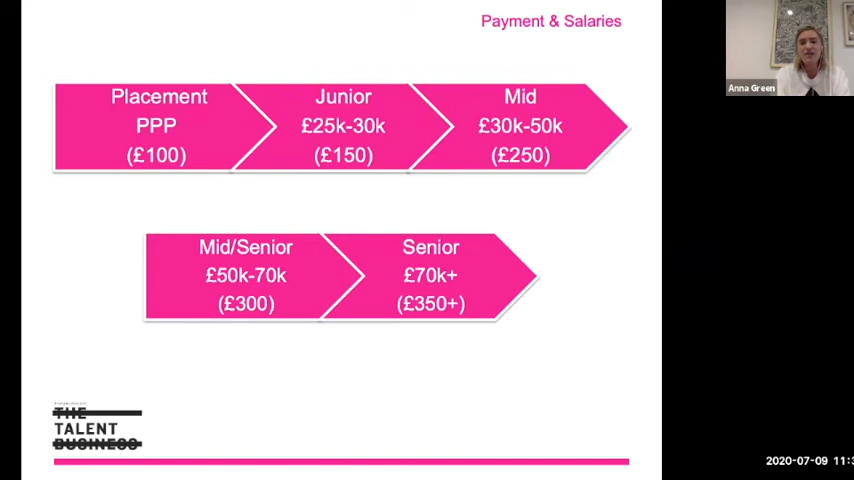 Payment & Salaries
Anna Green
Placement
PPP
(£100)
Junior
£25k-30k
(£150)
Mid
£30k-50k
(£250)
Mid/Senior
£50k-70k
(£300)
Senior
£70k+
(£350+)
THE
TALENT
BUSINESS
2020-07-09 11:3